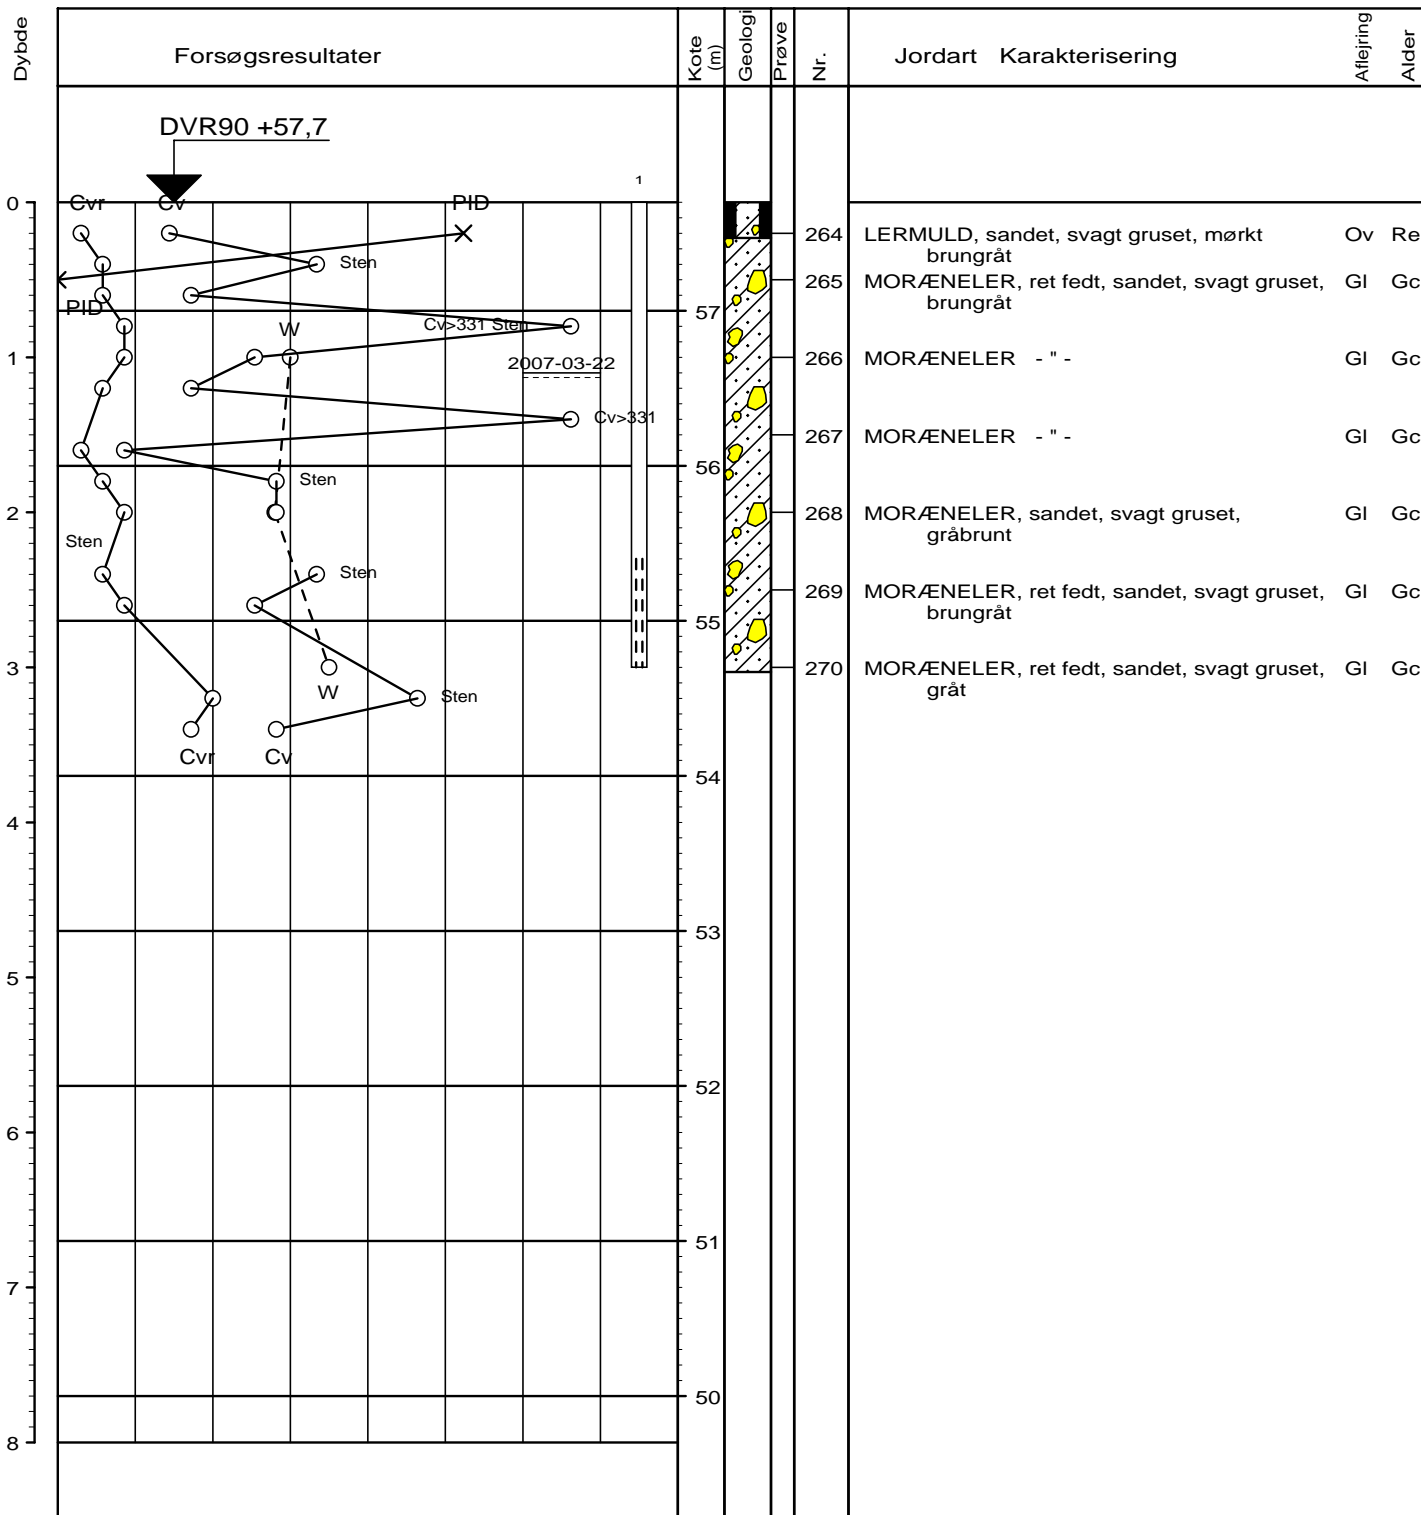 Dybde
Forsøgsresultater
Kote
(m)
Geologi
Prøve
Nr.
Jordart Karakterisering
Aflejring
Alder
DVR90 +57,7
1
0
Cvr
Cv
PID
264
LERMULD, sandet, svagt gruset, mørkt
brungråt
Ov
Re
Sten
265
MORÆNELER, ret fedt, sandet, svagt gruset,
brungråt
Gl
Gc
PID
57
Cv>331 Sten
W
1
2007-03-22
266
MORÆNELER - " -
Gl
Gc
Cv>331
267
MORÆNELER - " -
Gl
Gc
56
Sten
2
268
MORÆNELER, sandet, svagt gruset,
gråbrunt
Gl
Gc
Sten
Sten
269
MORÆNELER, ret fedt, sandet, svagt gruset,
brungråt
Gl
Gc
55
3
270
MORÆNELER, ret fedt, sandet, svagt gruset,
gråt
Gl
Gc
W
Sten
Cvr
Cv
54
4
53
5
52
6
51
7
50
8